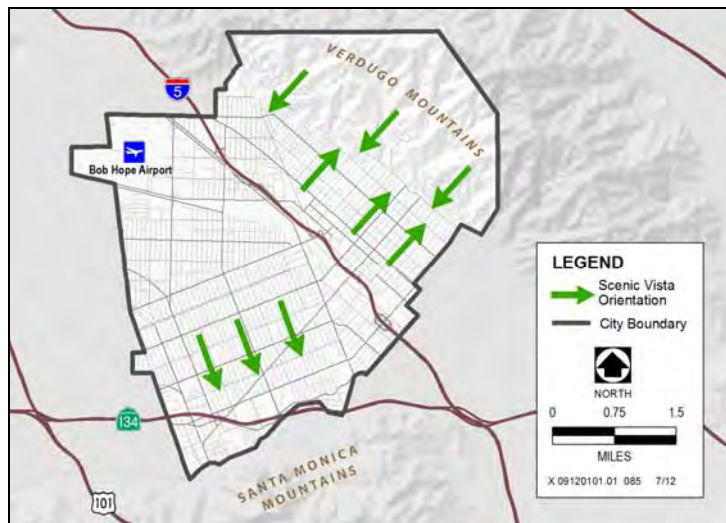 VERDUGO MOUNTAINS
5
Bob Hope Airport
134
101
SANTA MONICA
MOUNTAINS
LEGEND
Scenic Vista
Orientation
City Boundary
NORTH
0 0.75 1.5
MILES
X 09120101.01 085 7/12